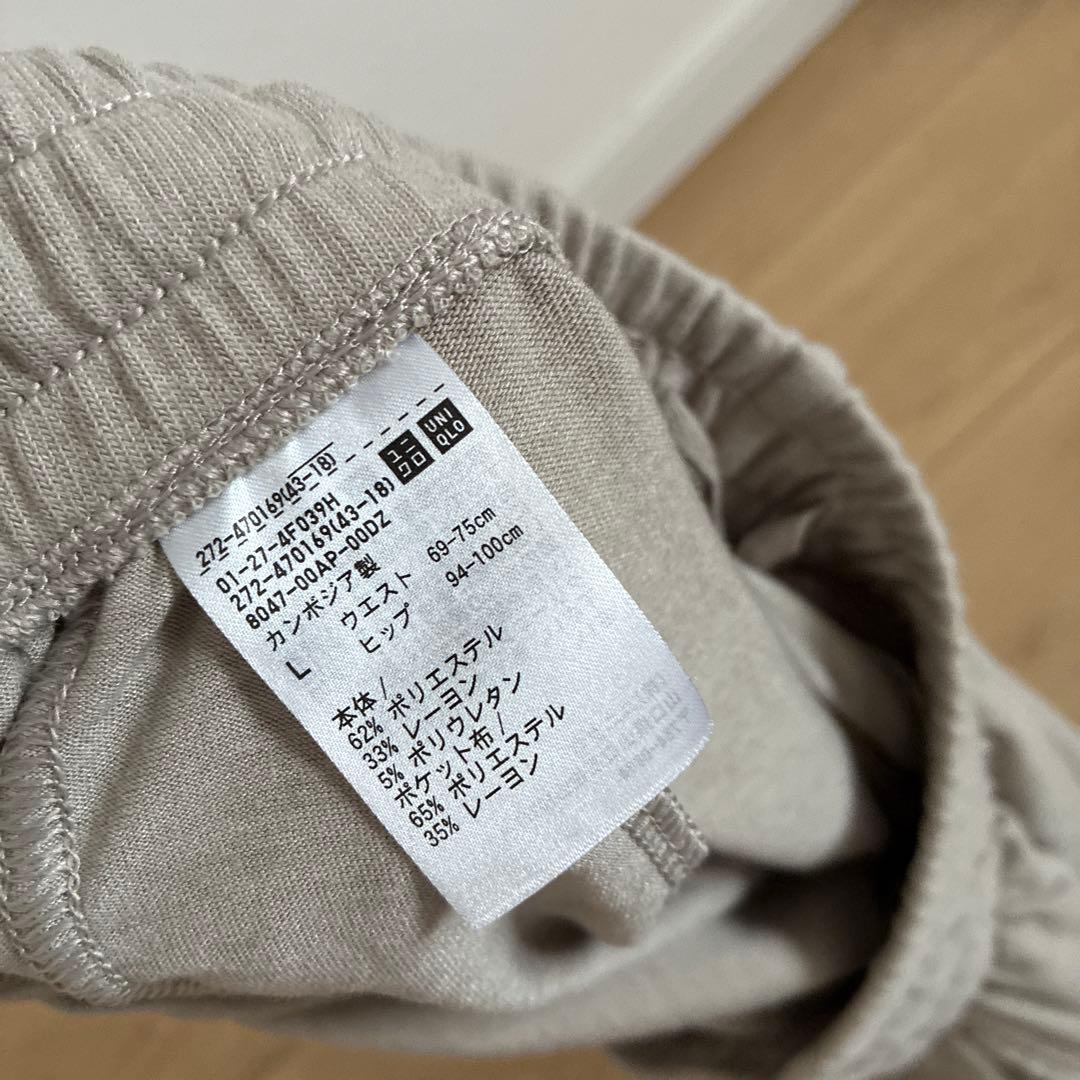 ユニ
クロ
UNI
QLO
272-470169(43-18)
01-27-4F039H
272-470169(43-18)
8047-00AP-00DZ
カンボジア製
ウエスト 69-75cm
ヒップ 94-100cm
L
本体/
62% ポリエステル
33% レーヨン
5% ポリウレタン
ポケット布/
65% ポリエステル
35% レーヨン